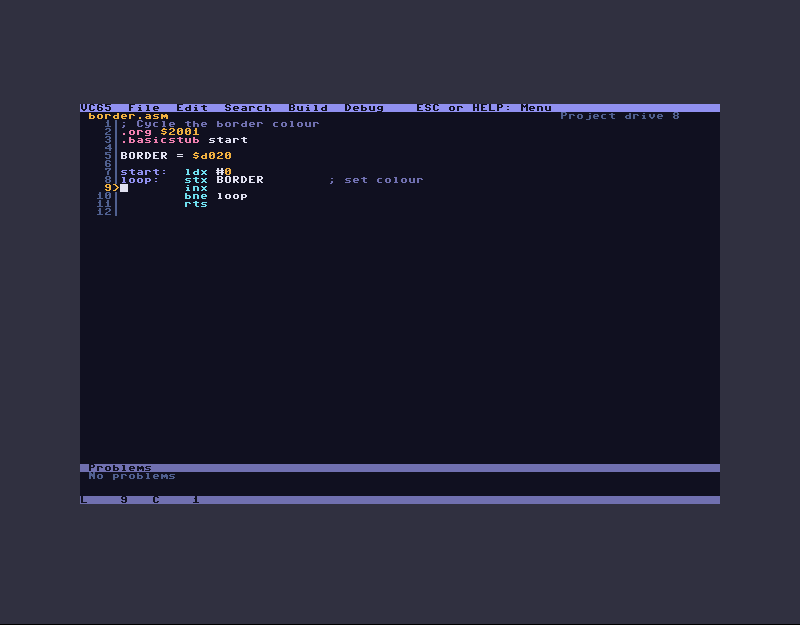 VC65 File Edit Search Build Debug ESC or HELP: Menu
border.asm Project drive 8
1 ; Cycle the border colour
2 .org $2001
3 .basicstub start
4
5 BORDER = $d020
6
7 start: ldx #0
8 loop: stx BORDER ; set colour
9> inx
10 bne loop
11 rts
12
Problems
No problems
L 9 C 1